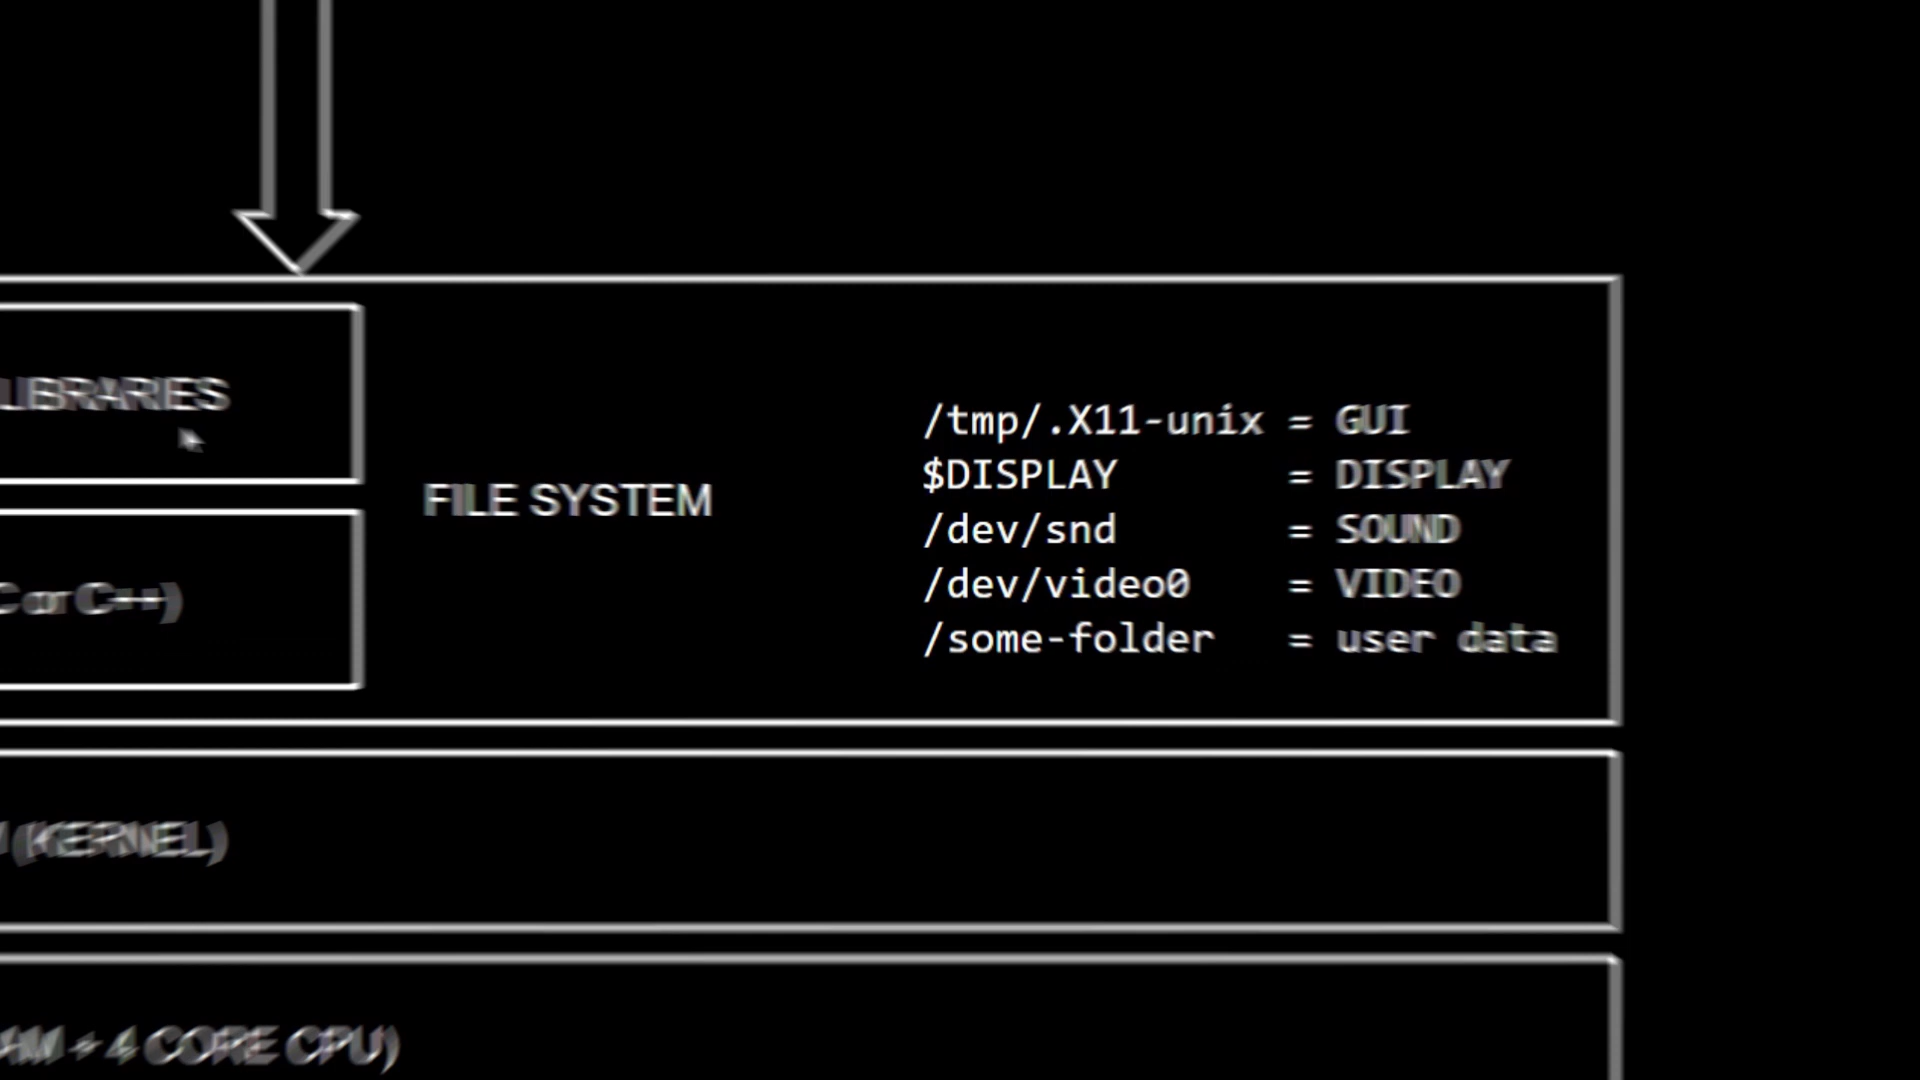 LIBRARIES
/tmp/.X11-unix = GUI
$DISPLAY = DISPLAY
FILE SYSTEM
/dev/snd = SOUND
/dev/video0 = VIDEO
C or C++)
/some-folder = user data
(KERNEL)
+ 4 CORE CPU)